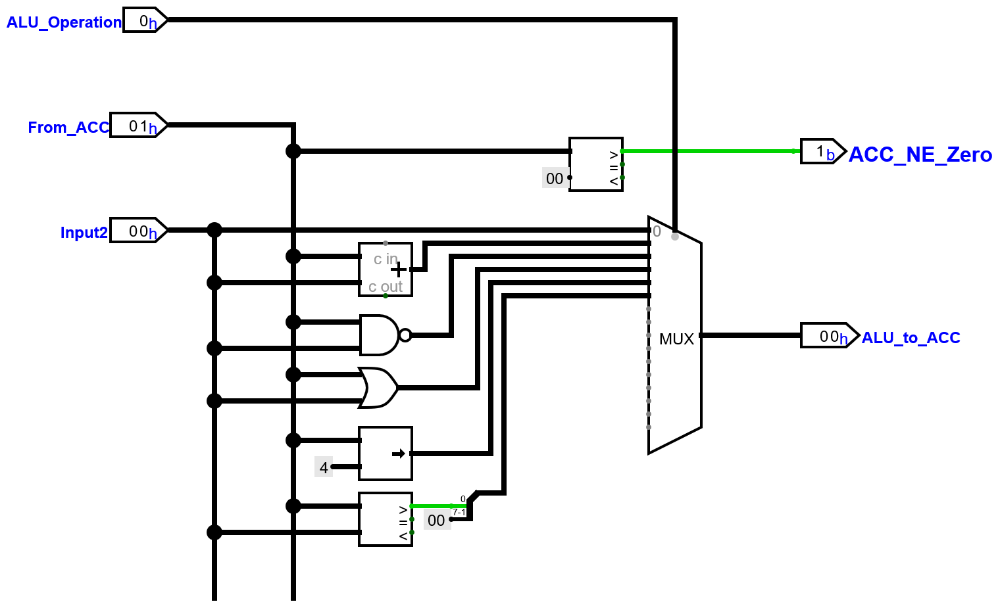 ALU_Operation 0h
From_ACC 01h
> 1b ACC_NE_Zero
=
00
<
Input2 00h 0
c in
+
c out
MUX 00h ALU_to_ACC
4
0
> 7-1
00 =
<